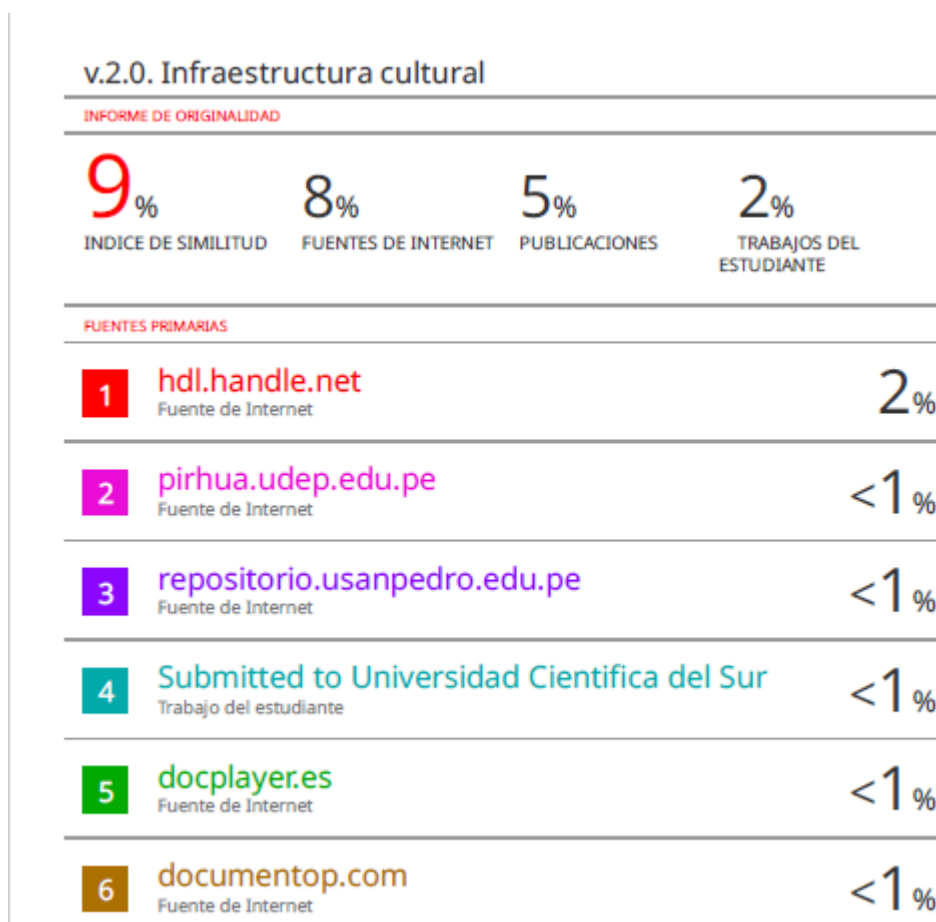 v.2.0. Infraestructura cultural
INFORME DE ORIGINALIDAD
9%
8%
5%
2%
INDICE DE SIMILITUD
FUENTES DE INTERNET
PUBLICACIONES
TRABAJOS DEL
ESTUDIANTE
FUENTES PRIMARIAS
1 hdl.handle.net 2%
Fuente de Internet
2 pirhua.udep.edu.pe <1%
Fuente de Internet
3 repositorio.usanpedro.edu.pe <1%
Fuente de Internet
4 Submitted to Universidad Cientifica del Sur <1%
Trabajo del estudiante
5 docplayer.es <1%
Fuente de Internet
6 documentop.com <1%
Fuente de Internet